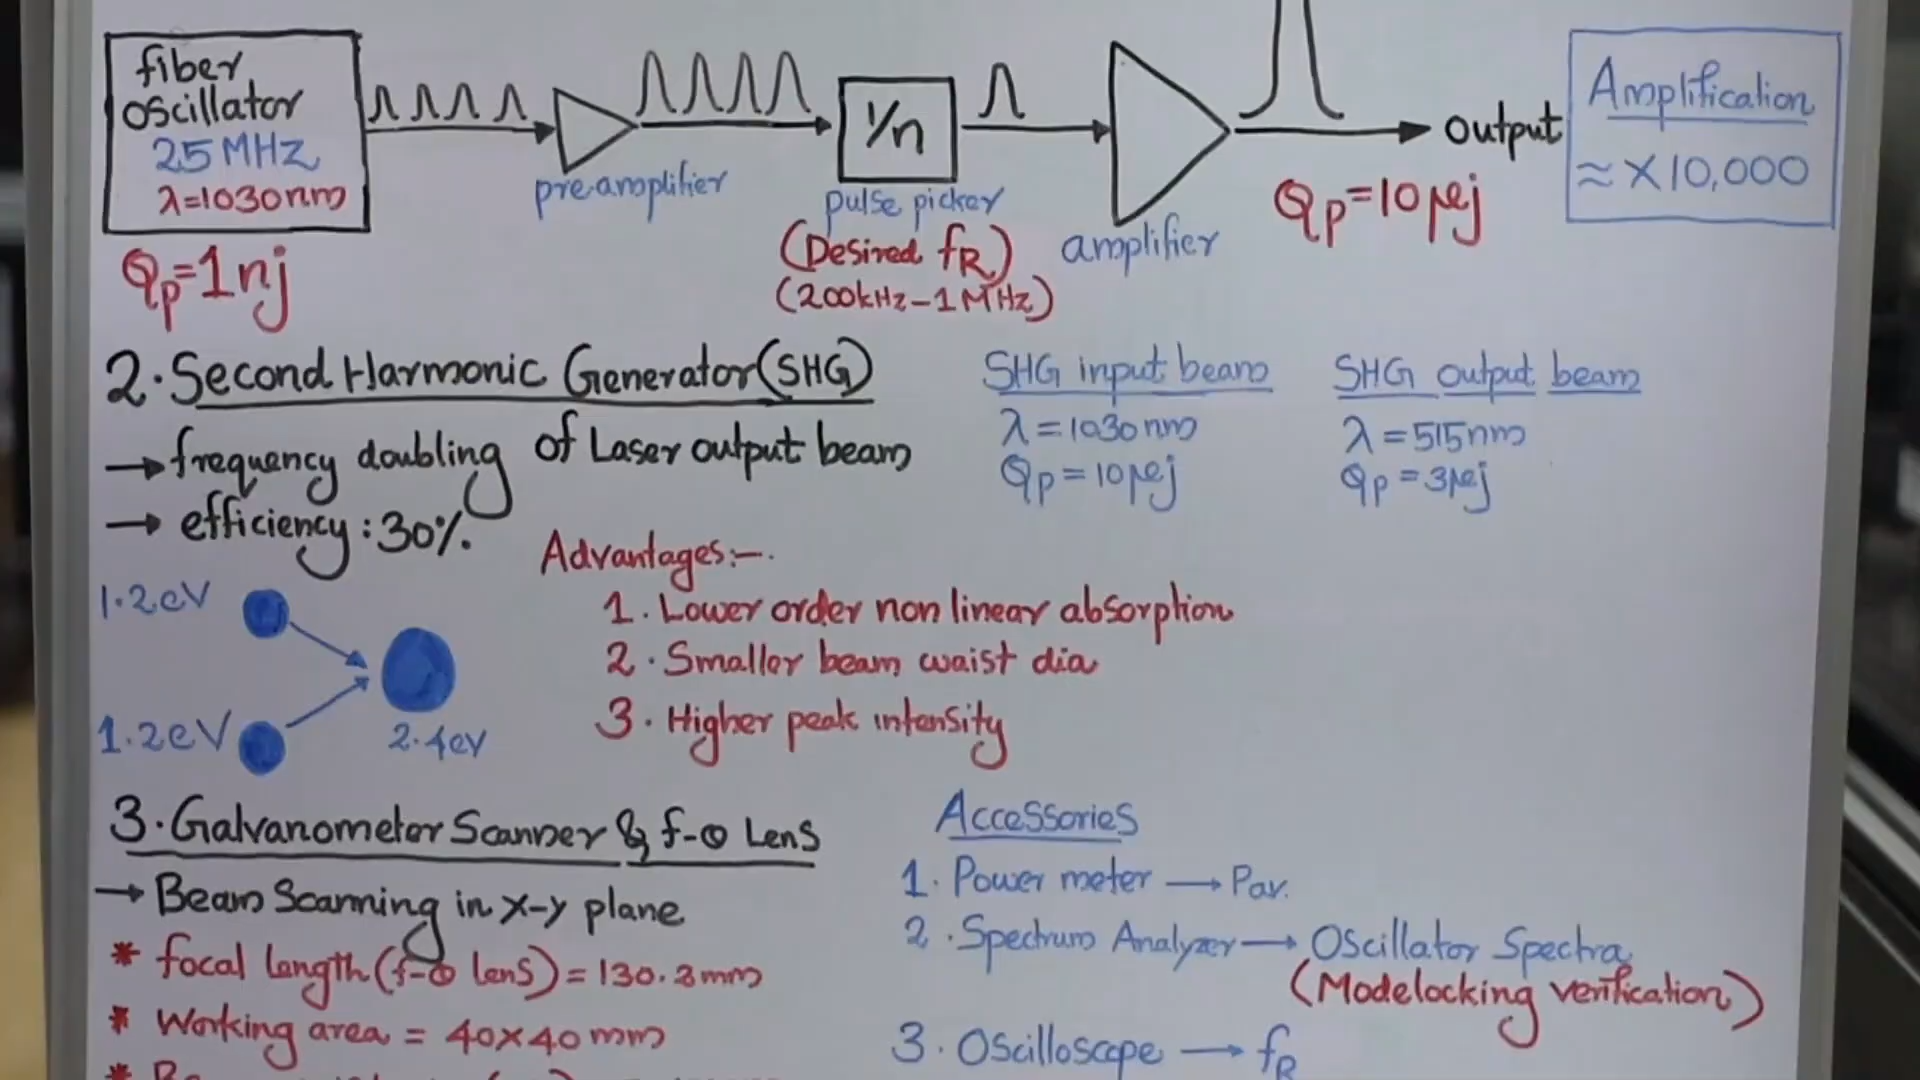 fiber
oscillator
25 MHz
λ=1030nm
Qp=1nj
preamplifier
1/n
pulse picker
(Desired fR)
(200kHz-1MHz)
amplifier
output
Qp=10μj
Amplification
≈ ×10,000
2. Second Harmonic Generator (SHG)
→ frequency doubling of Laser output beam
→ efficiency: 30%.
SHG input beam
λ=1030nm
Qp=10μj
SHG output beam
λ=515nm
Qp=3μj
1.2eV
1.2eV
2.4eV
Advantages:-.
1. Lower order non linear absorption
2. Smaller beam waist dia
3. Higher peak intensity
3. Galvanometer Scanner & f-Θ Lens
→ Beam Scanning in x-y plane
* focal length (f-Θ lens) = 130.3mm
* Working area = 40×40 mm
Accessories
1. Power meter → Pav.
2. Spectrum Analyzer → Oscillator Spectra
(Modelocking verification)
3. Oscilloscope → fR